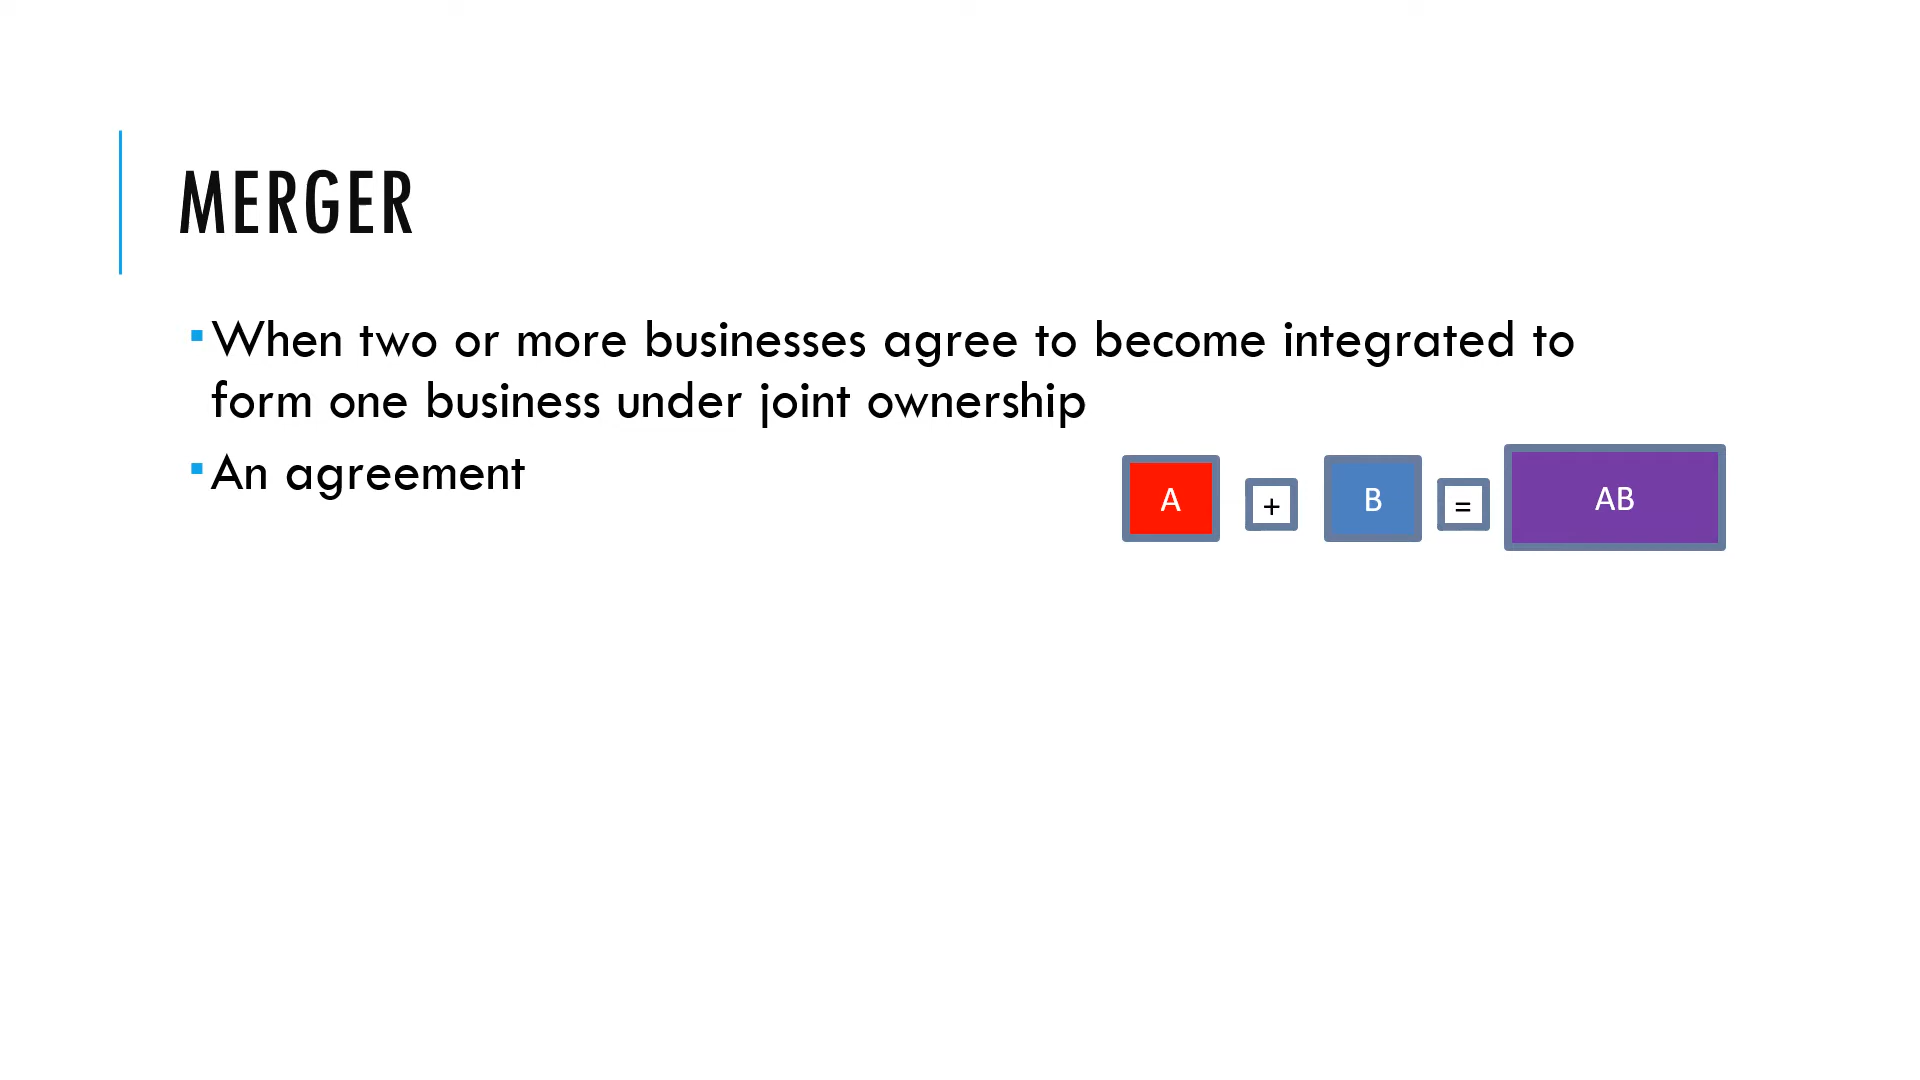 MERGER
When two or more businesses agree to become integrated to
form one business under joint ownership
An agreement
A + B = AB